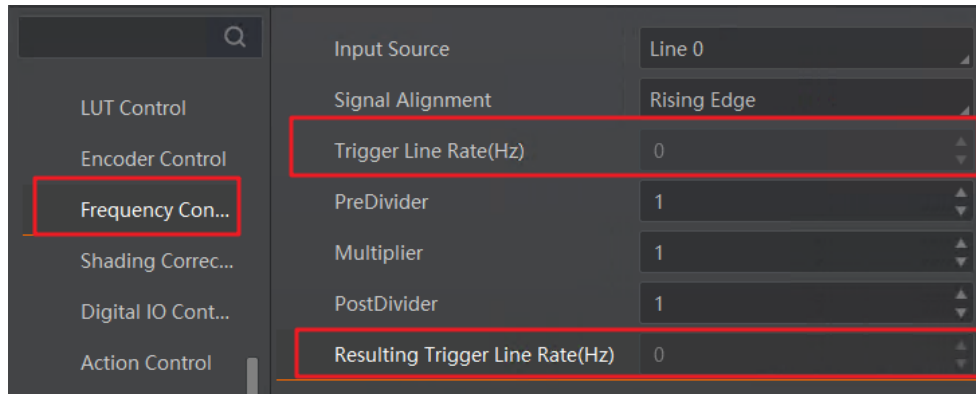 LUT Control
Encoder Control
Frequency Con...
Shading Correc...
Digital IO Cont...
Action Control
Input Source Line 0
Signal Alignment Rising Edge
Trigger Line Rate(Hz) 0
PreDivider 1
Multiplier 1
PostDivider 1
Resulting Trigger Line Rate(Hz) 0